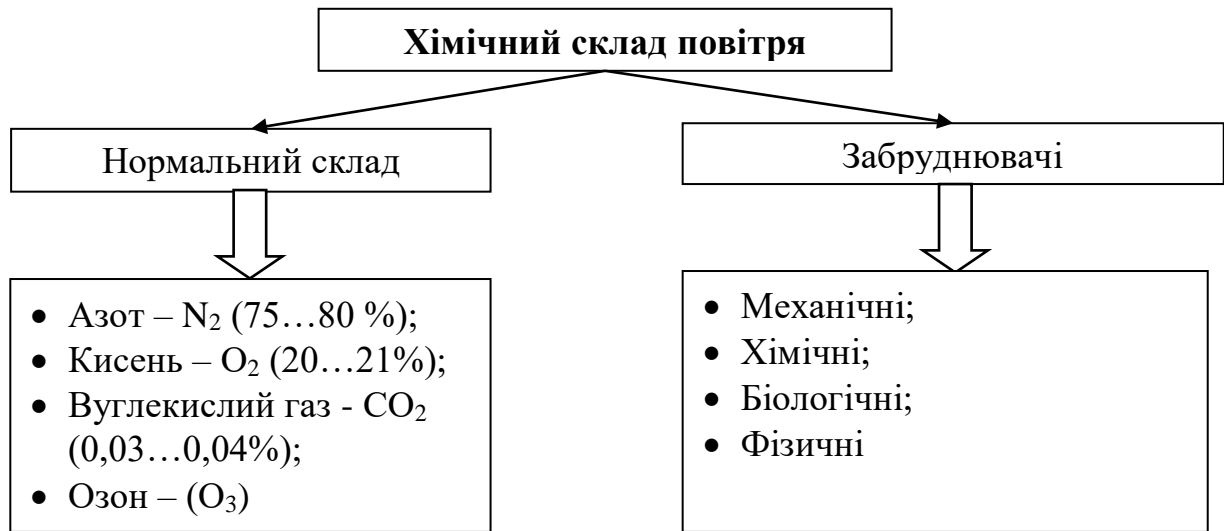 Хімічний склад повітря
Нормальний склад
Забруднювачі
• Азот – N₂ (75…80 %);
• Кисень – O₂ (20…21%);
• Вуглекислий газ - CO₂
(0,03…0,04%);
• Озон – (O₃)
• Механічні;
• Хімічні;
• Біологічні;
• Фізичні